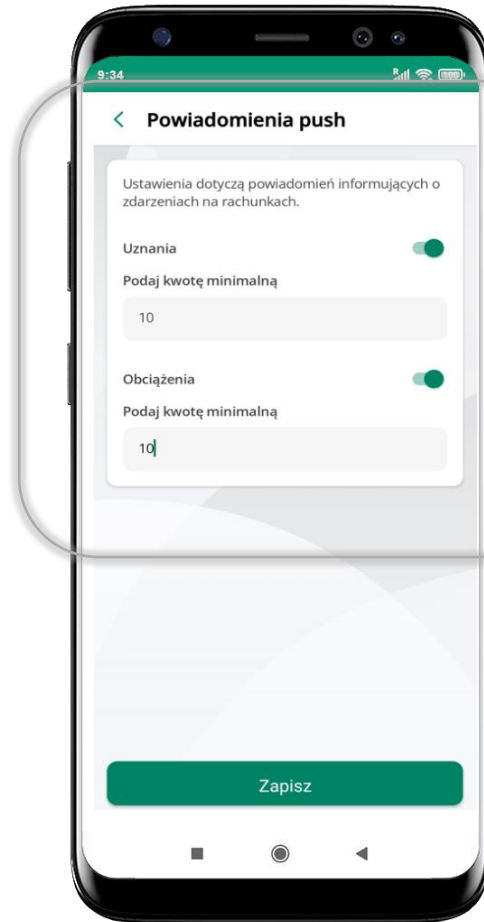 9:34
R
Powiadomienia push
Ustawienia dotyczą powiadomień informujących o
zdarzeniach na rachunkach.
Uznania
Podaj kwotę minimalną
10
Obciążenia
Podaj kwotę minimalną
10
Zapisz